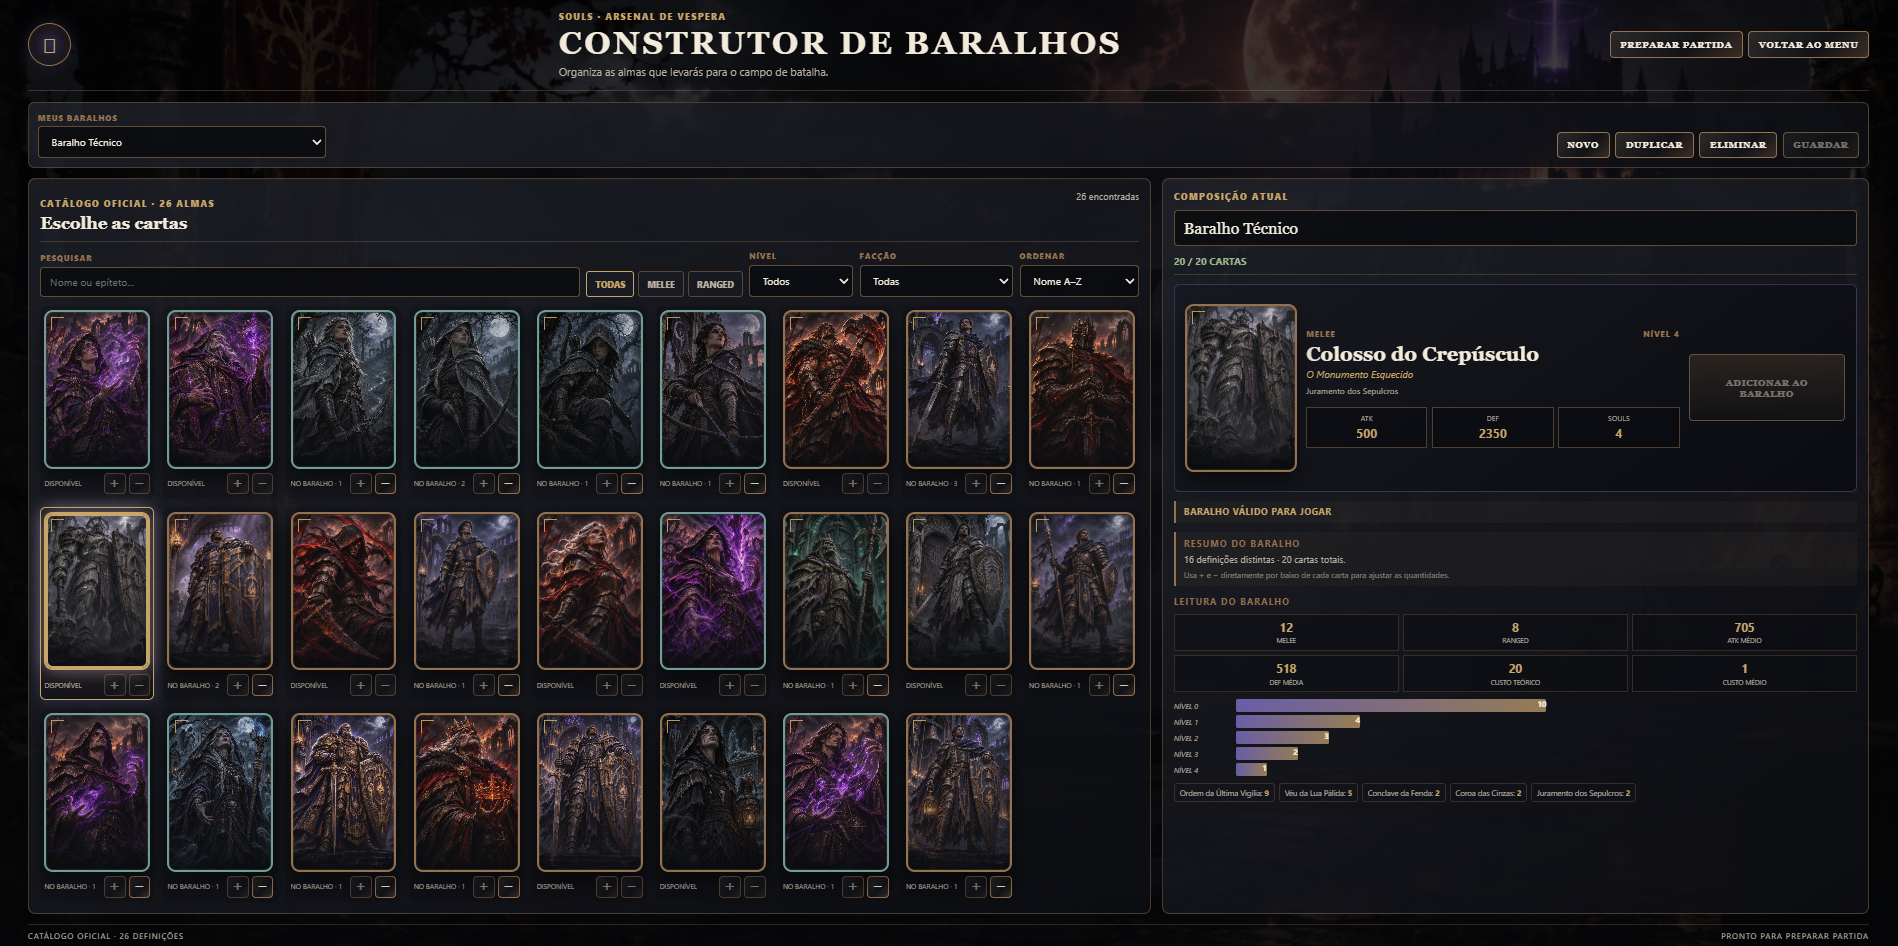 SOULS · ARSENAL DE VESPERA
CONSTRUTOR DE BARALHOS
Organiza as almas que levarás para o campo de batalha.
PREPARAR PARTIDA
VOLTAR AO MENU
MEUS BARALHOS
Baralho Técnico
NOVO
DUPLICAR
ELIMINAR
GUARDAR
CATÁLOGO OFICIAL · 26 ALMAS
26 encontradas
Escolhe as cartas
PESQUISAR
Nome ou epíteto...
TODAS
MELEE
RANGED
NÍVEL
Todos
FACÇÃO
Todas
ORDENAR
Nome A–Z
DISPONÍVEL + −
DISPONÍVEL + −
NO BARALHO · 1 + −
NO BARALHO · 2 + −
NO BARALHO · 1 + −
NO BARALHO · 1 + −
DISPONÍVEL + −
NO BARALHO · 3 + −
NO BARALHO · 1 + −
DISPONÍVEL + −
NO BARALHO · 2 + −
DISPONÍVEL + −
NO BARALHO · 1 + −
DISPONÍVEL + −
DISPONÍVEL + −
NO BARALHO · 1 + −
DISPONÍVEL + −
NO BARALHO · 1 + −
NO BARALHO · 1 + −
NO BARALHO · 1 + −
NO BARALHO · 1 + −
NO BARALHO · 1 + −
DISPONÍVEL + −
DISPONÍVEL + −
NO BARALHO · 1 + −
NO BARALHO · 1 + −
COMPOSIÇÃO ATUAL
Baralho Técnico
20 / 20 CARTAS
MELEE
NÍVEL 4
Colosso do Crepúsculo
O Monumento Esquecido
Juramento dos Sepulcros
ATK
500
DEF
2350
SOULS
4
ADICIONAR AO
BARALHO
BARALHO VÁLIDO PARA JOGAR
RESUMO DO BARALHO
16 definições distintas · 20 cartas totais.
Usa + e − diretamente por baixo de cada carta para ajustar as quantidades.
LEITURA DO BARALHO
12
MELEE
8
RANGED
705
ATK MÉDIO
518
DEF MÉDIA
20
CUSTO TEÓRICO
1
CUSTO MÉDIO
NÍVEL 0 10
NÍVEL 1 4
NÍVEL 2 3
NÍVEL 3 2
NÍVEL 4 1
Ordem da Última Vigília: 9
Véu da Lua Pálida: 5
Conclave da Fenda: 2
Coroa das Cinzas: 2
Juramento dos Sepulcros: 2
CATÁLOGO OFICIAL · 26 DEFINIÇÕES
PRONTO PARA PREPARAR PARTIDA